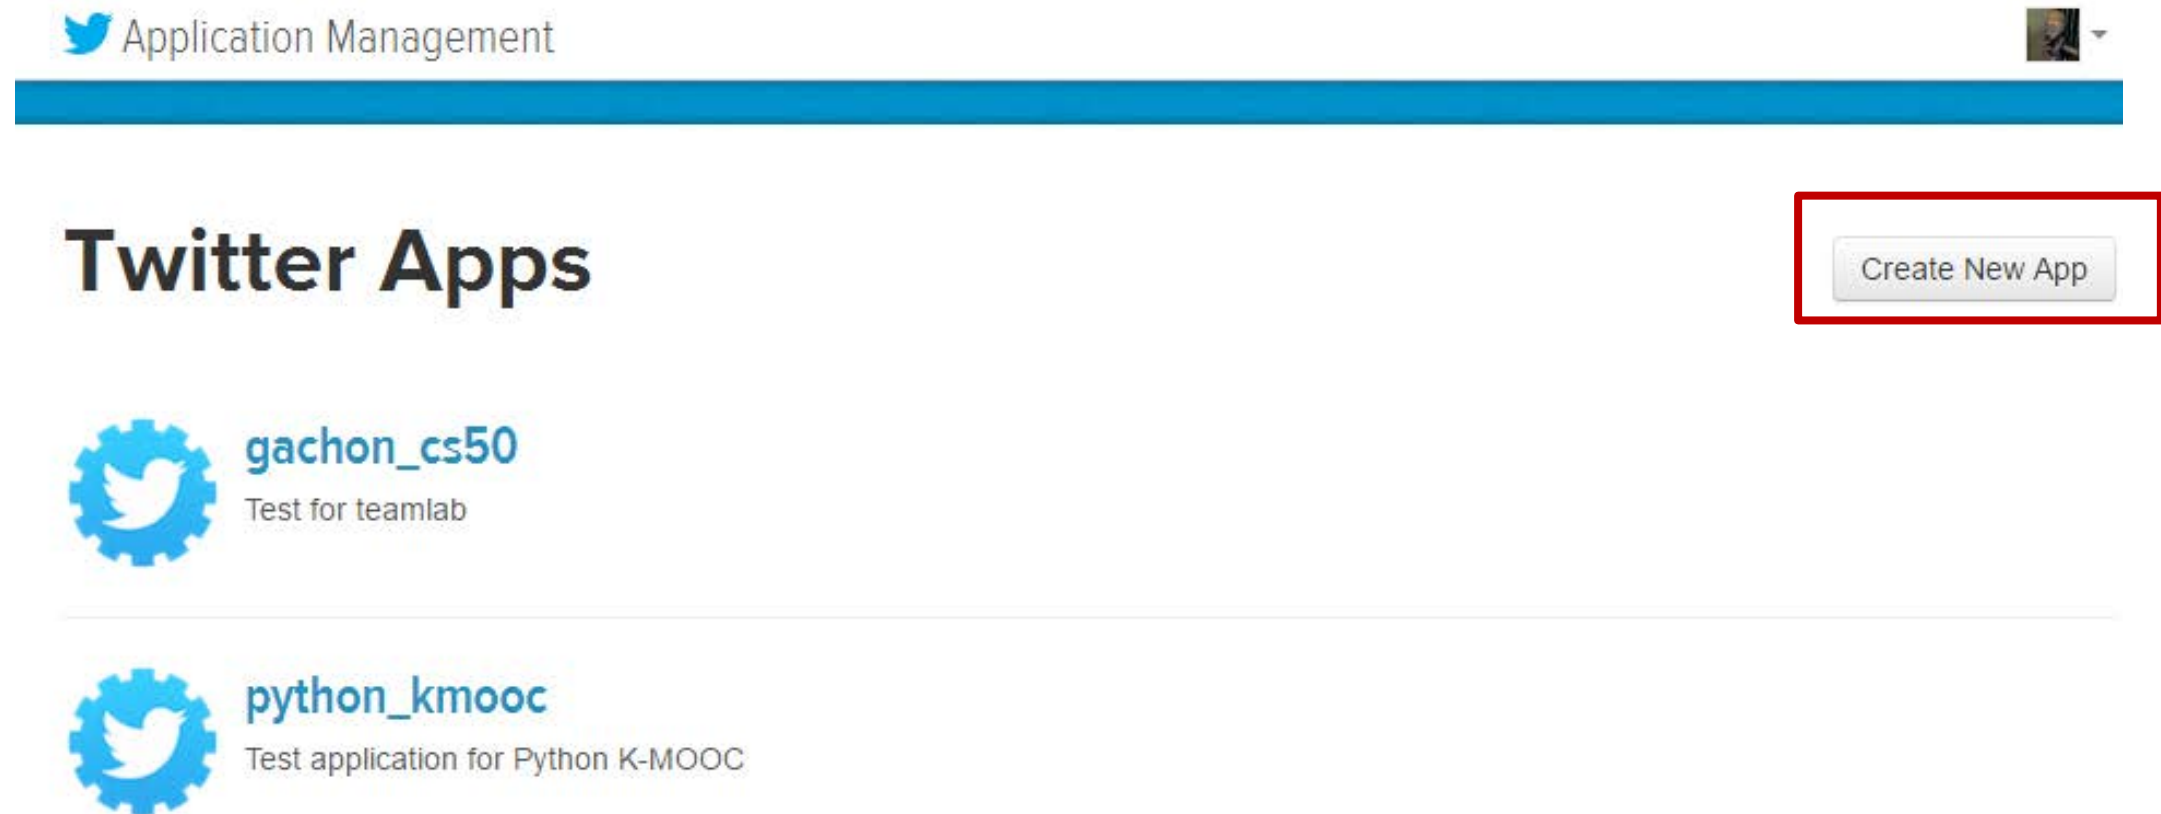 Application Management
Twitter Apps
Create New App
gachon_cs50
Test for teamlab
python_kmooc
Test application for Python K-MOOC